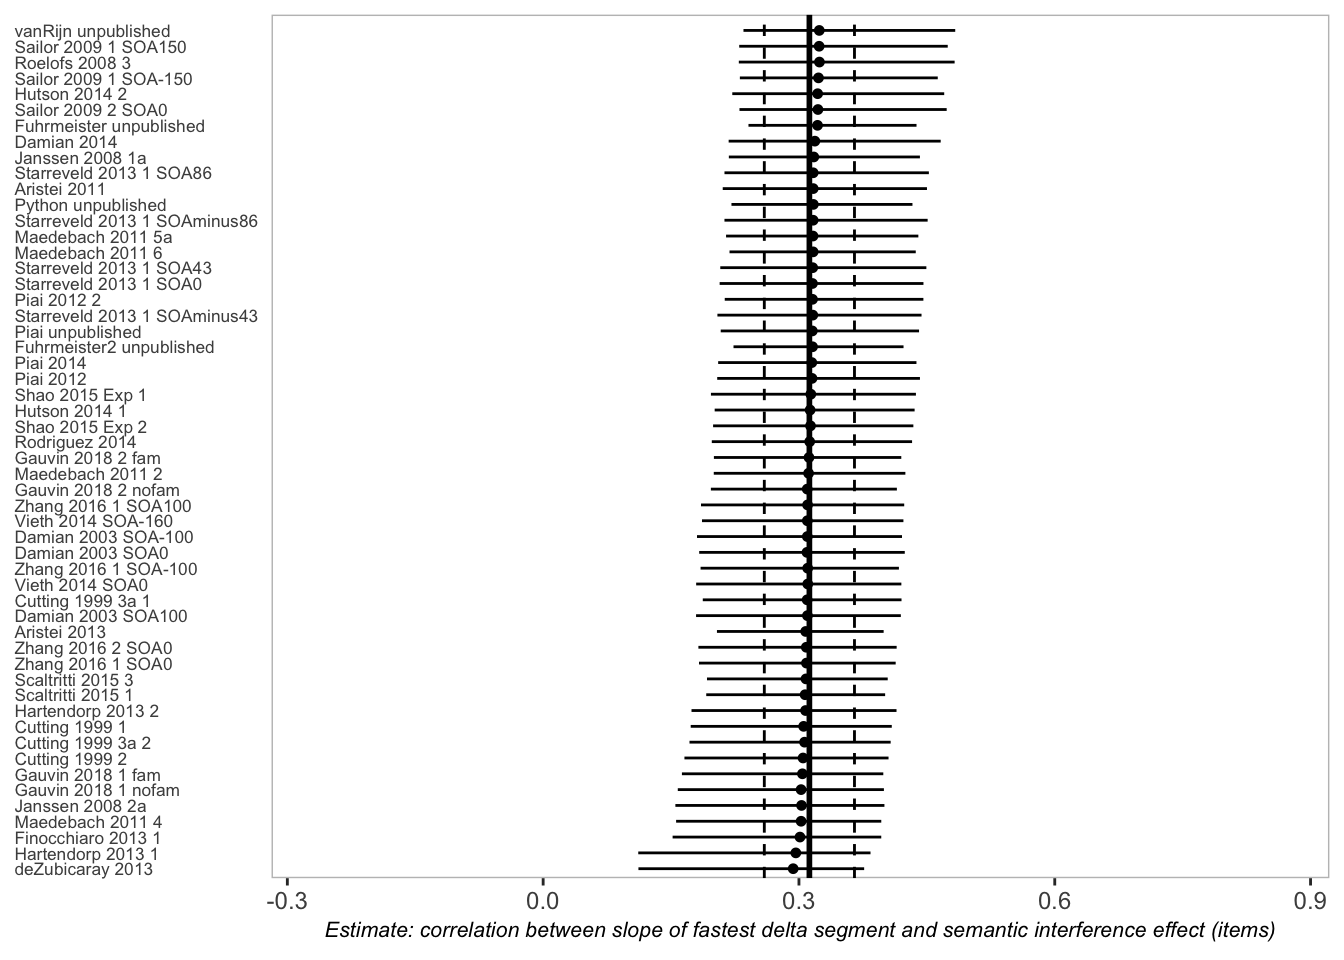 vanRijn unpublished
Sailor 2009 1 SOA150
Roelofs 2008 3
Sailor 2009 1 SOA-150
Hutson 2014 2
Sailor 2009 2 SOA0
Fuhrmeister unpublished
Damian 2014
Janssen 2008 1a
Starreveld 2013 1 SOA86
Aristei 2011
Python unpublished
Starreveld 2013 1 SOAminus86
Maedebach 2011 5a
Maedebach 2011 6
Starreveld 2013 1 SOA43
Starreveld 2013 1 SOA0
Piai 2012 2
Starreveld 2013 1 SOAminus43
Piai unpublished
Fuhrmeister2 unpublished
Piai 2014
Piai 2012
Shao 2015 Exp 1
Hutson 2014 1
Shao 2015 Exp 2
Rodriguez 2014
Gauvin 2018 2 fam
Maedebach 2011 2
Gauvin 2018 2 nofam
Zhang 2016 1 SOA100
Vieth 2014 SOA-160
Damian 2003 SOA-100
Damian 2003 SOA0
Zhang 2016 1 SOA-100
Vieth 2014 SOA0
Cutting 1999 3a 1
Damian 2003 SOA100
Aristei 2013
Zhang 2016 2 SOA0
Zhang 2016 1 SOA0
Scaltritti 2015 3
Scaltritti 2015 1
Hartendorp 2013 2
Cutting 1999 1
Cutting 1999 3a 2
Cutting 1999 2
Gauvin 2018 1 fam
Gauvin 2018 1 nofam
Janssen 2008 2a
Maedebach 2011 4
Finocchiaro 2013 1
Hartendorp 2013 1
deZubicaray 2013
-0.3 0.0 0.3 0.6 0.9
Estimate: correlation between slope of fastest delta segment and semantic interference effect (items)